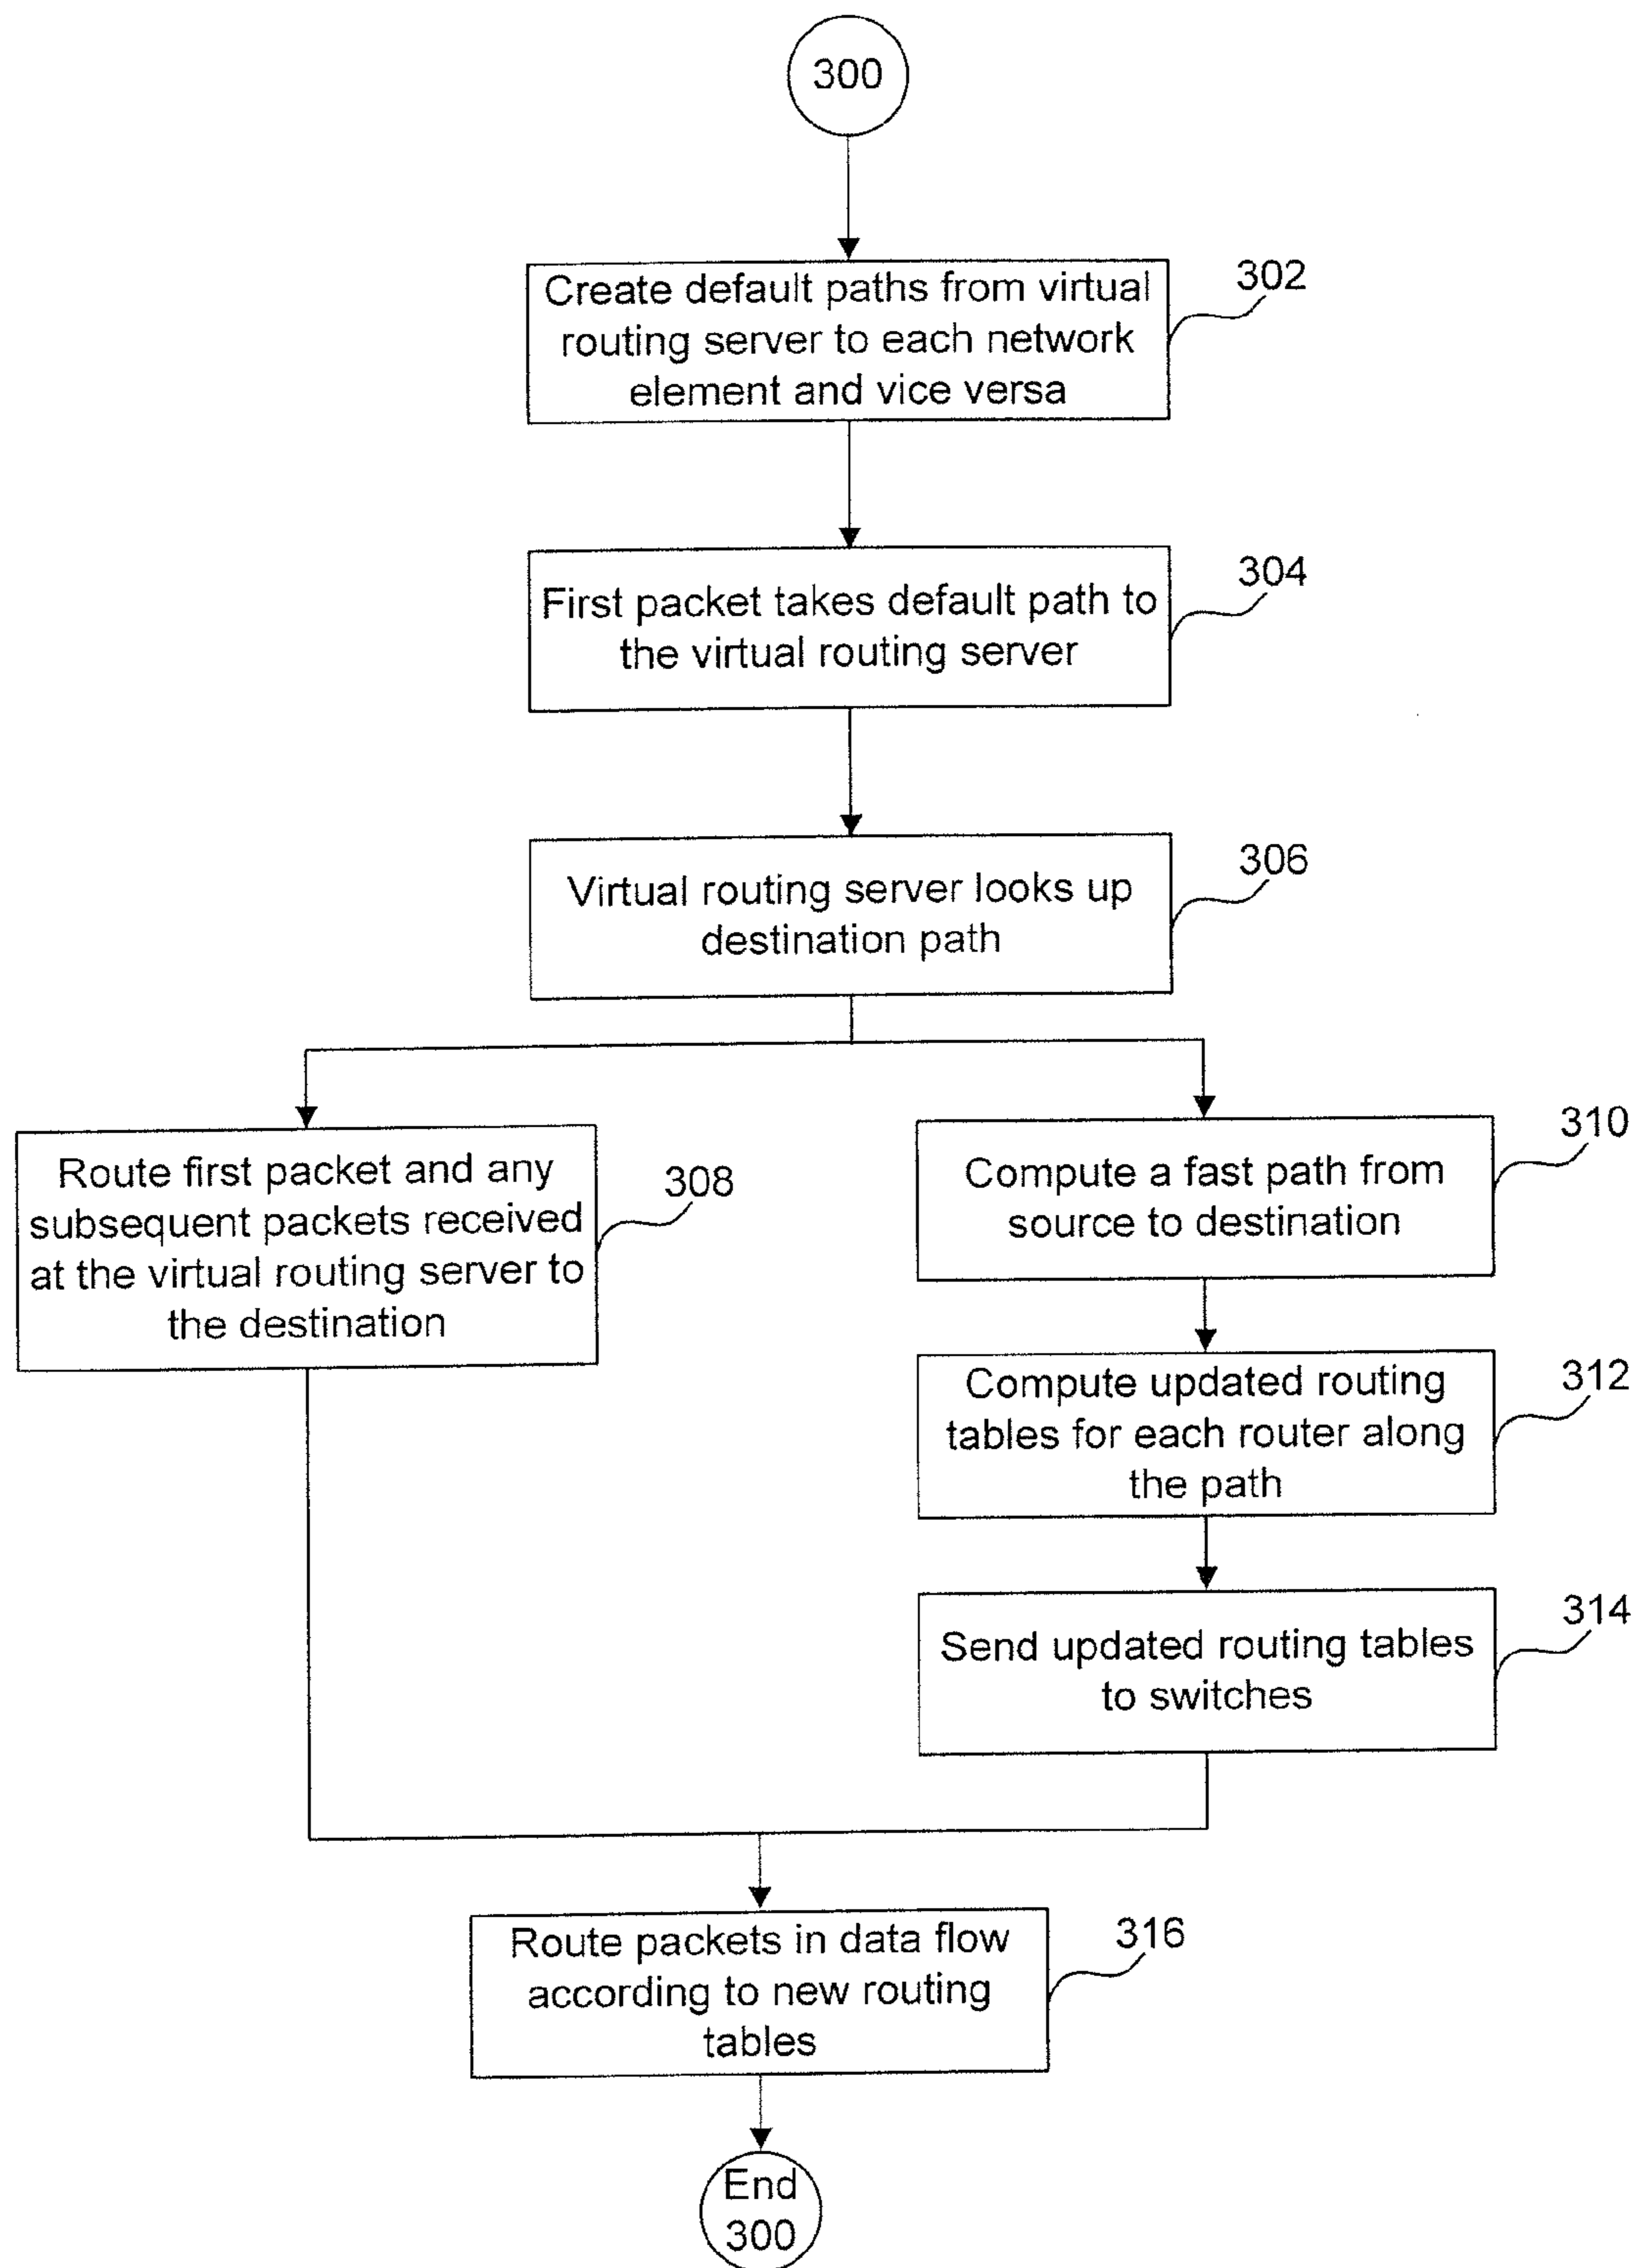 300
Create default paths from virtual
routing server to each network
element and vice versa
302
First packet takes default path to
the virtual routing server
304
Virtual routing server looks up
destination path
306
Route first packet and any
subsequent packets received
at the virtual routing server to
the destination
308
Compute a fast path from
source to destination
310
Compute updated routing
tables for each router along
the path
312
Send updated routing tables
to switches
314
Route packets in data flow
according to new routing
tables
316
End
300